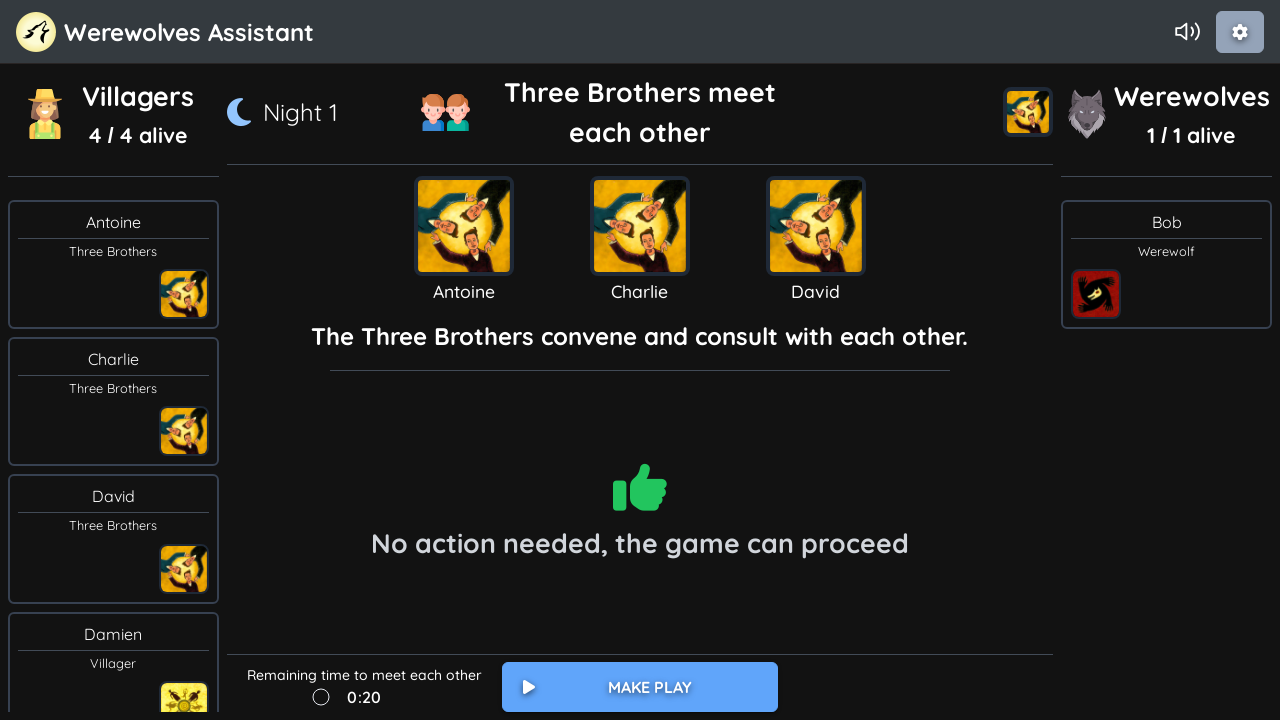 Werewolves Assistant
Villagers
4 / 4 alive
Night 1
Three Brothers meet
each other
Werewolves
1 / 1 alive
Antoine
Three Brothers
Charlie
Three Brothers
David
Three Brothers
Damien
Villager
Antoine
Charlie
David
The Three Brothers convene and consult with each other.
No action needed, the game can proceed
Bob
Werewolf
Remaining time to meet each other
0:20
MAKE PLAY